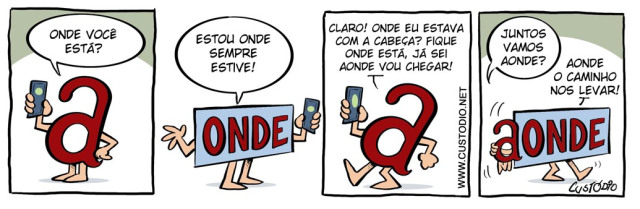 ONDE VOCÊ
ESTÁ?
a
ESTOU ONDE
SEMPRE
ESTIVE!
ONDE
CLARO! ONDE EU ESTAVA
COM A CABEÇA? FIQUE
ONDE ESTÁ, JÁ SEI
AONDE VOU CHEGAR!
a
WWW.CUSTODIO.NET
JUNTOS
VAMOS
AONDE?
AONDE
O CAMINHO
NOS LEVAR!
aONDE
CUSTÓDIO